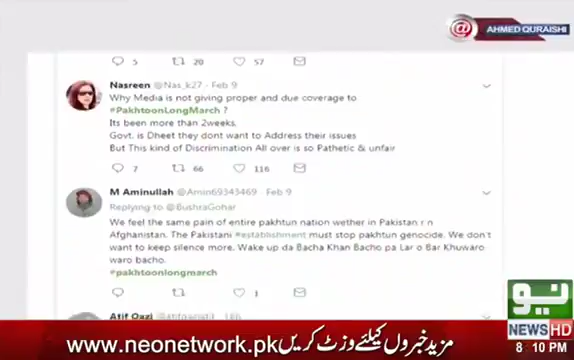 @ AHMED QURAISHI
5 20 57
Nasreen @Nas_k27 · Feb 9
Why Media is not giving proper and due coverage to
#PakhtoonLongMarch ?
Its been more than 2weeks.
Govt. is Dheet they dont want to Address their issues
But This kind of Discrimination All over is so Pathetic & unfair
7 66 116
M Aminullah @Amin69343469 · Feb 9
Replying to @BushraGohar
We feel the same pain of entire pakhtun nation wether in Pakistan r n
Afghanistan. The Pakistani #establishment must stop pakhtun genocide. We don't
want to keep silence more. Wake up da Bacha Khan Bacho pa Lar o Bar Khuwaro
waro bacho.
#pakhtoonlongmarch
Atif Qazi
نیو
NEWS HD
8:10 PM
مزید خبروں کیلئے وزٹ کریں www.neonetwork.pk